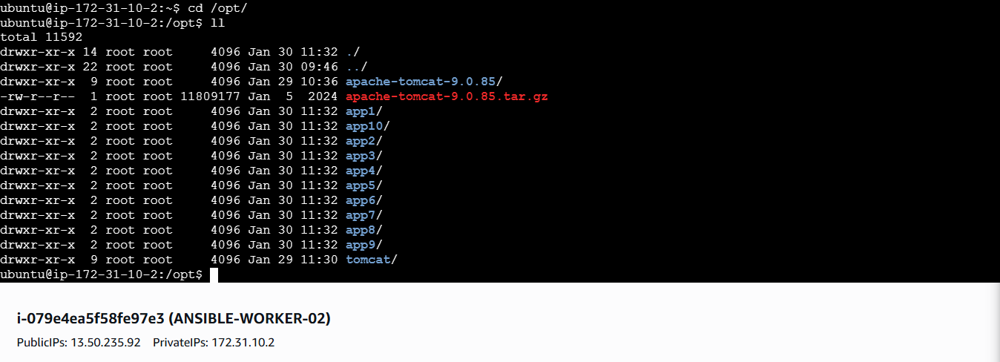 ubuntu@ip-172-31-10-2:~$ cd /opt/
ubuntu@ip-172-31-10-2:/opt$ ll
total 11592
drwxr-xr-x 14 root root     4096 Jan 30 11:32 ./
drwxr-xr-x 22 root root     4096 Jan 30 09:46 ../
drwxr-xr-x  9 root root     4096 Jan 29 10:36 apache-tomcat-9.0.85/
-rw-r--r--  1 root root 11809177 Jan  5  2024 apache-tomcat-9.0.85.tar.gz
drwxr-xr-x  2 root root     4096 Jan 30 11:32 app1/
drwxr-xr-x  2 root root     4096 Jan 30 11:32 app10/
drwxr-xr-x  2 root root     4096 Jan 30 11:32 app2/
drwxr-xr-x  2 root root     4096 Jan 30 11:32 app3/
drwxr-xr-x  2 root root     4096 Jan 30 11:32 app4/
drwxr-xr-x  2 root root     4096 Jan 30 11:32 app5/
drwxr-xr-x  2 root root     4096 Jan 30 11:32 app6/
drwxr-xr-x  2 root root     4096 Jan 30 11:32 app7/
drwxr-xr-x  2 root root     4096 Jan 30 11:32 app8/
drwxr-xr-x  2 root root     4096 Jan 30 11:32 app9/
drwxr-xr-x  9 root root     4096 Jan 29 11:30 tomcat/
ubuntu@ip-172-31-10-2:/opt$
i-079e4ea5f58fe97e3 (ANSIBLE-WORKER-02)
PublicIPs: 13.50.235.92    PrivateIPs: 172.31.10.2